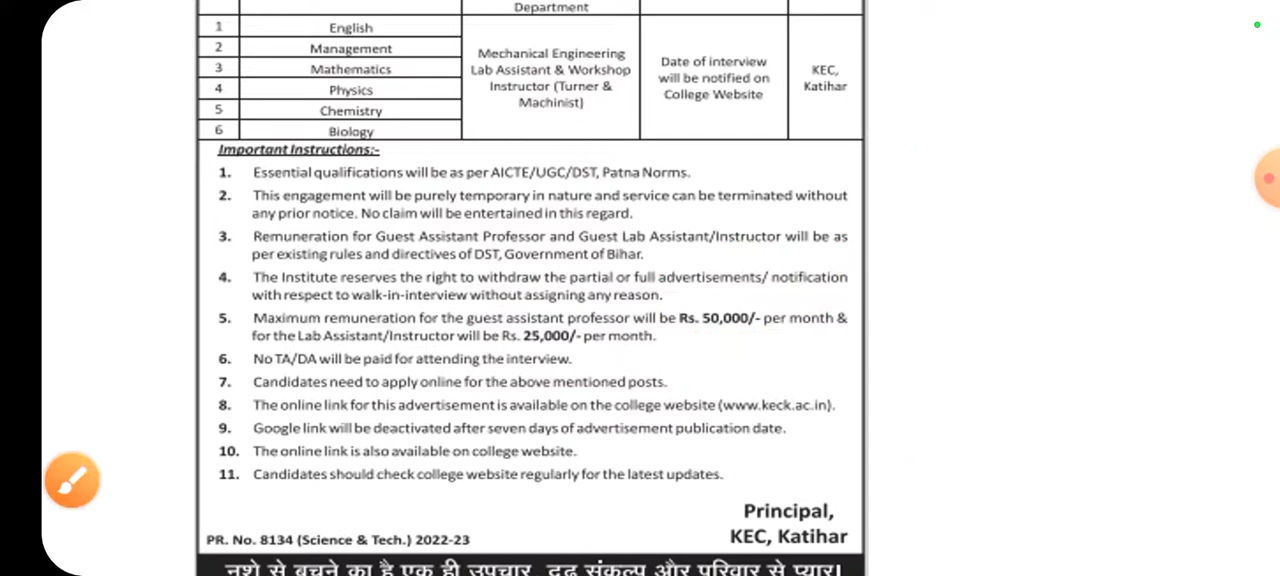 Department
1 English
2 Management
3 Mathematics
4 Physics
5 Chemistry
6 Biology
Mechanical Engineering
Lab Assistant & Workshop
Instructor (Turner &
Machinist)
Date of interview
will be notified on
College Website
KEC,
Katihar
Important Instructions:-
1. Essential qualifications will be as per AICTE/UGC/DST, Patna Norms.
2. This engagement will be purely temporary in nature and service can be terminated without
any prior notice. No claim will be entertained in this regard.
3. Remuneration for Guest Assistant Professor and Guest Lab Assistant/Instructor will be as
per existing rules and directives of DST, Government of Bihar.
4. The Institute reserves the right to withdraw the partial or full advertisements/ notification
with respect to walk-in-interview without assigning any reason.
5. Maximum remuneration for the guest assistant professor will be Rs. 50,000/- per month &
for the Lab Assistant/Instructor will be Rs. 25,000/- per month.
6. No TA/DA will be paid for attending the interview.
7. Candidates need to apply online for the above mentioned posts.
8. The online link for this advertisement is available on the college website (www.keck.ac.in).
9. Google link will be deactivated after seven days of advertisement publication date.
10. The online link is also available on college website.
11. Candidates should check college website regularly for the latest updates.
Principal,
KEC, Katihar
PR. No. 8134 (Science & Tech.) 2022-23
नशे से बचने का है एक ही उपचार, दृढ़ संकल्प और परिवार से प्यार।